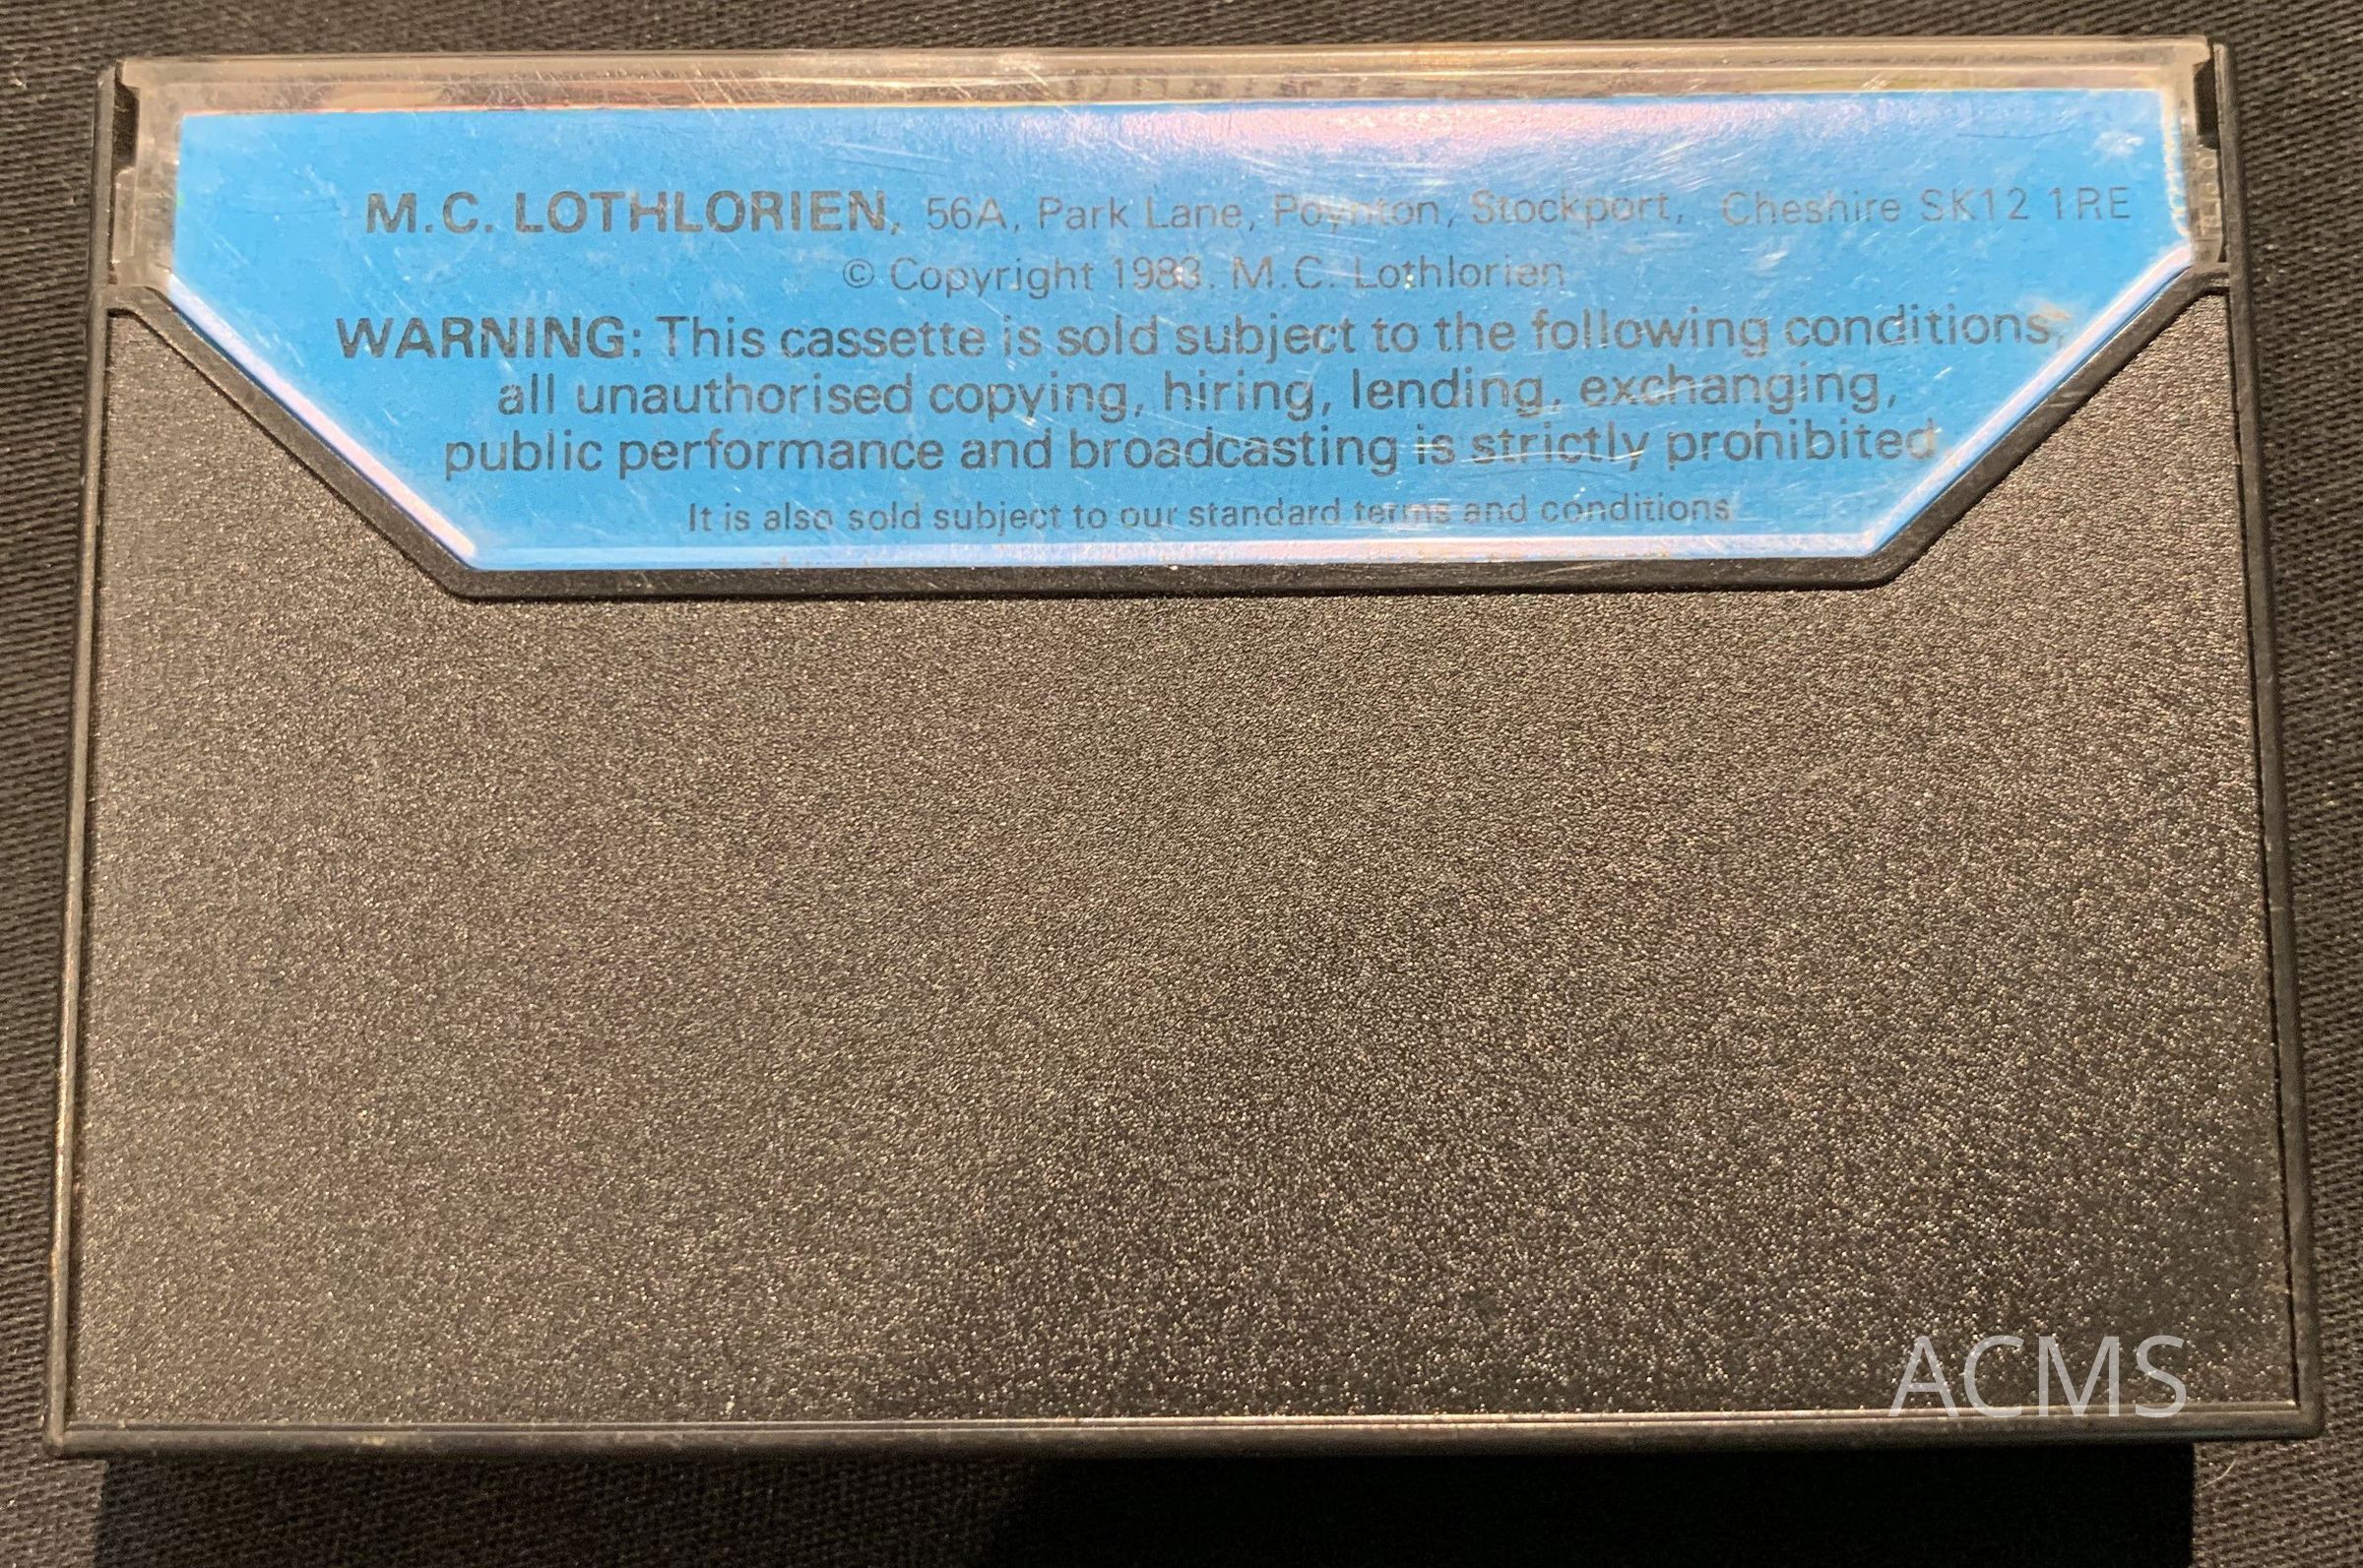 M.C. LOTHLORIEN, 56A, Park Lane, Poynton, Stockport, Cheshire SK12 1RE
© Copyright 1983. M.C. Lothlorien
WARNING: This cassette is sold subject to the following conditions,
all unauthorised copying, hiring, lending, exchanging,
public performance and broadcasting is strictly prohibited.
It is also sold subject to our standard terms and conditions
ACMS